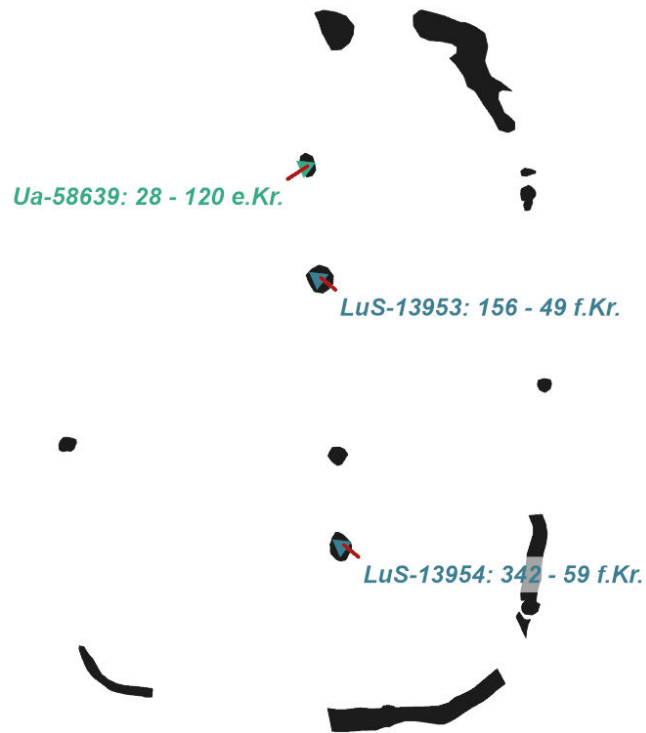 Ua-58639: 28 - 120 e.Kr.
LuS-13953: 156 - 49 f.Kr.
LuS-13954: 342 - 59 f.Kr.